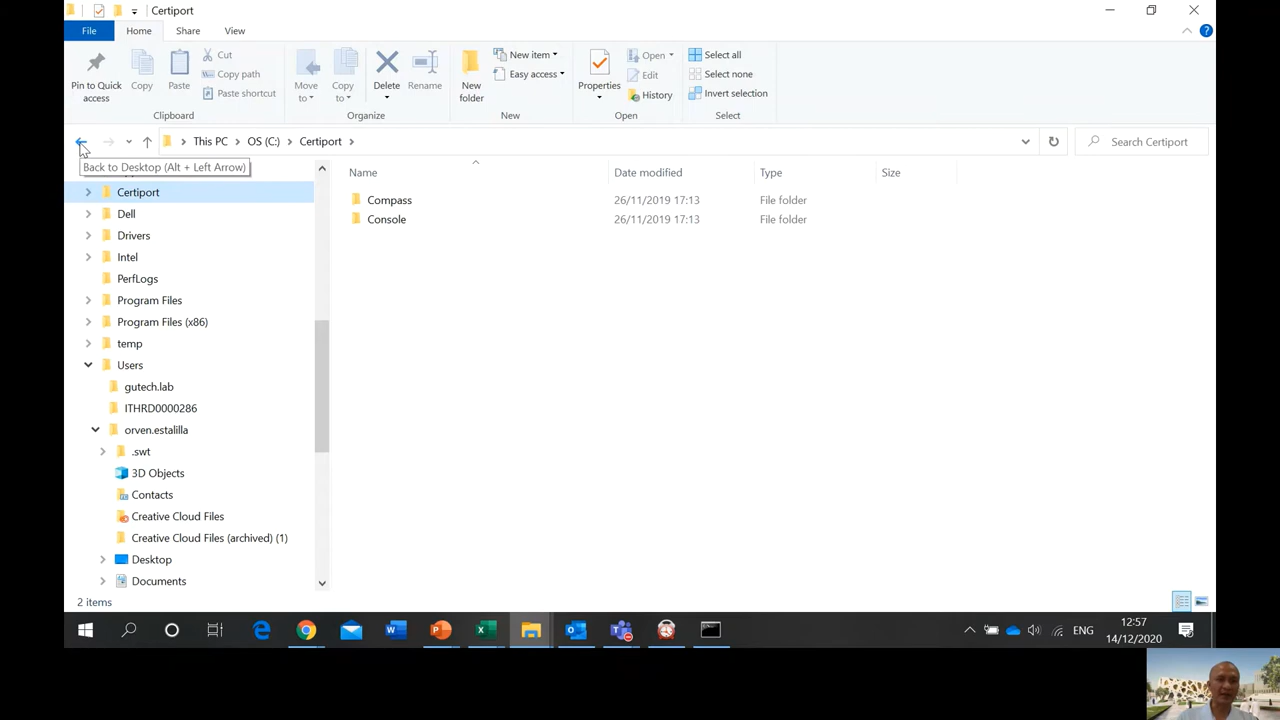 Certiport
File Home Share View
Pin to Quick access
Copy
Paste
Cut
Copy path
Paste shortcut
Clipboard
Move to
Copy to
Delete
Rename
Organize
New folder
New item
Easy access
New
Properties
Open
Edit
History
Open
Select all
Select none
Invert selection
Select
This PC OS (C:) Certiport
Search Certiport
Back to Desktop (Alt + Left Arrow)
Certiport
Dell
Drivers
Intel
PerfLogs
Program Files
Program Files (x86)
temp
Users
gutech.lab
ITHRD0000286
orven.estalilla
.swt
3D Objects
Contacts
Creative Cloud Files
Creative Cloud Files (archived) (1)
Desktop
Documents
Name Date modified Type Size
Compass 26/11/2019 17:13 File folder
Console 26/11/2019 17:13 File folder
2 items
ENG
12:57
14/12/2020